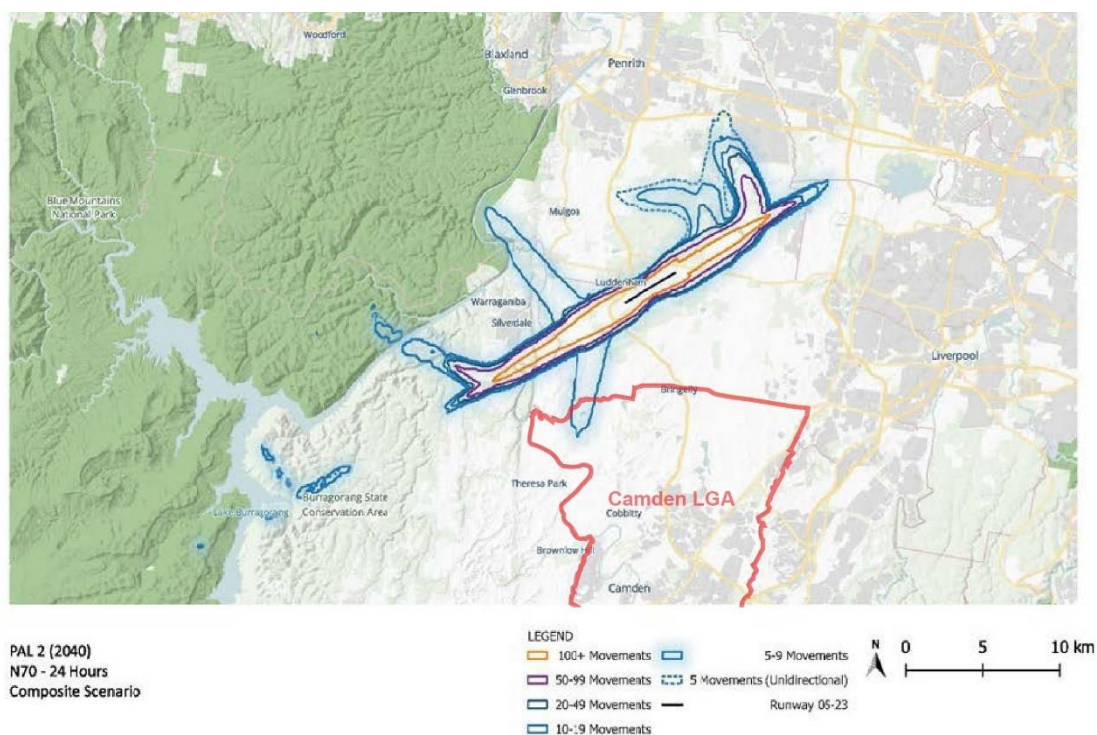 Woodford
Blaxland
Penrith
Glenbrook
Blue Mountains
National Park
Mulgoa
Luddenham
Warragamba
Silverdale
Liverpool
Bringelly
Theresa Park
Camden LGA
Burragorang State
Conservation Area
Cobbitty
Lake Burragorang
Brownlow Hill
Camden
PAL 2 (2040)
N70 - 24 Hours
Composite Scenario
LEGEND
100+ Movements
5-9 Movements
50-99 Movements
5 Movements (Unidirectional)
20-49 Movements
Runway 05-23
10-19 Movements
N
0 5 10 km